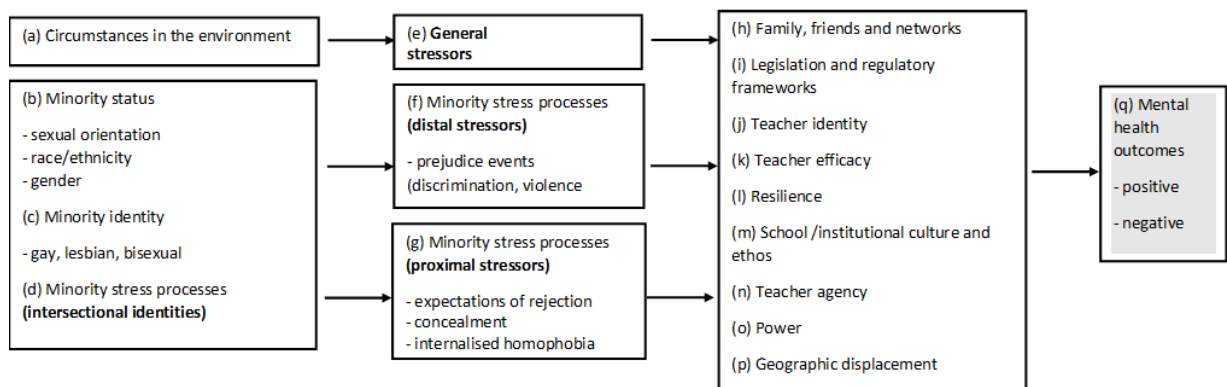 (a) Circumstances in the environment
(b) Minority status
- sexual orientation
- race/ethnicity
- gender
(c) Minority identity
- gay, lesbian, bisexual
(d) Minority stress processes
(intersectional identities)
(e) General
stressors
(f) Minority stress processes
(distal stressors)
- prejudice events
(discrimination, violence
(g) Minority stress processes
(proximal stressors)
- expectations of rejection
- concealment
- internalised homophobia
(h) Family, friends and networks
(i) Legislation and regulatory
frameworks
(j) Teacher identity
(k) Teacher efficacy
(l) Resilience
(m) School /institutional culture and
ethos
(n) Teacher agency
(o) Power
(p) Geographic displacement
(q) Mental
health
outcomes
- positive
- negative